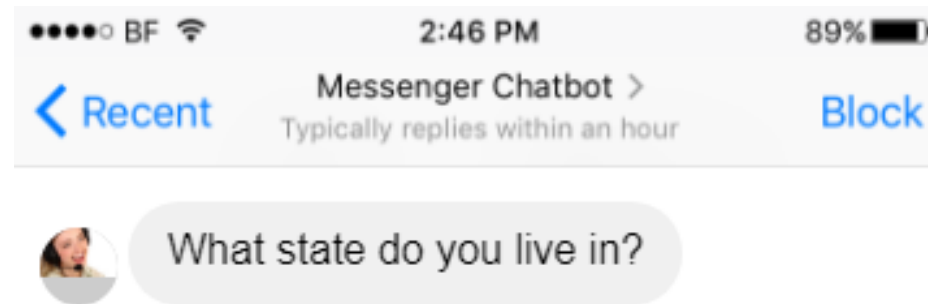 BF 2:46 PM 89%
Recent Messenger Chatbot > Block
Typically replies within an hour
What state do you live in?